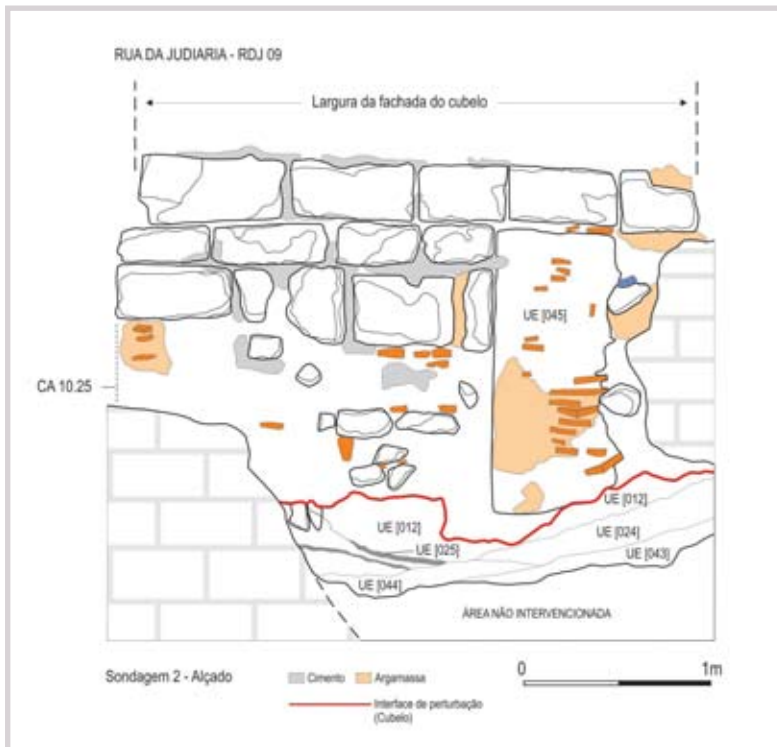 RUA DA JUDIARIA - RDJ 09
Largura da fachada do cubelo
UE [045]
CA 10.25
UE [012]
UE [012]
UE [024]
UE [025]
UE [043]
UE [044]
ÁREA NÃO INTERVENCIONADA
Sondagem 2 - Alçado
Cimento
Argamassa
0
1m
Interface de perturbação
(Cubelo)